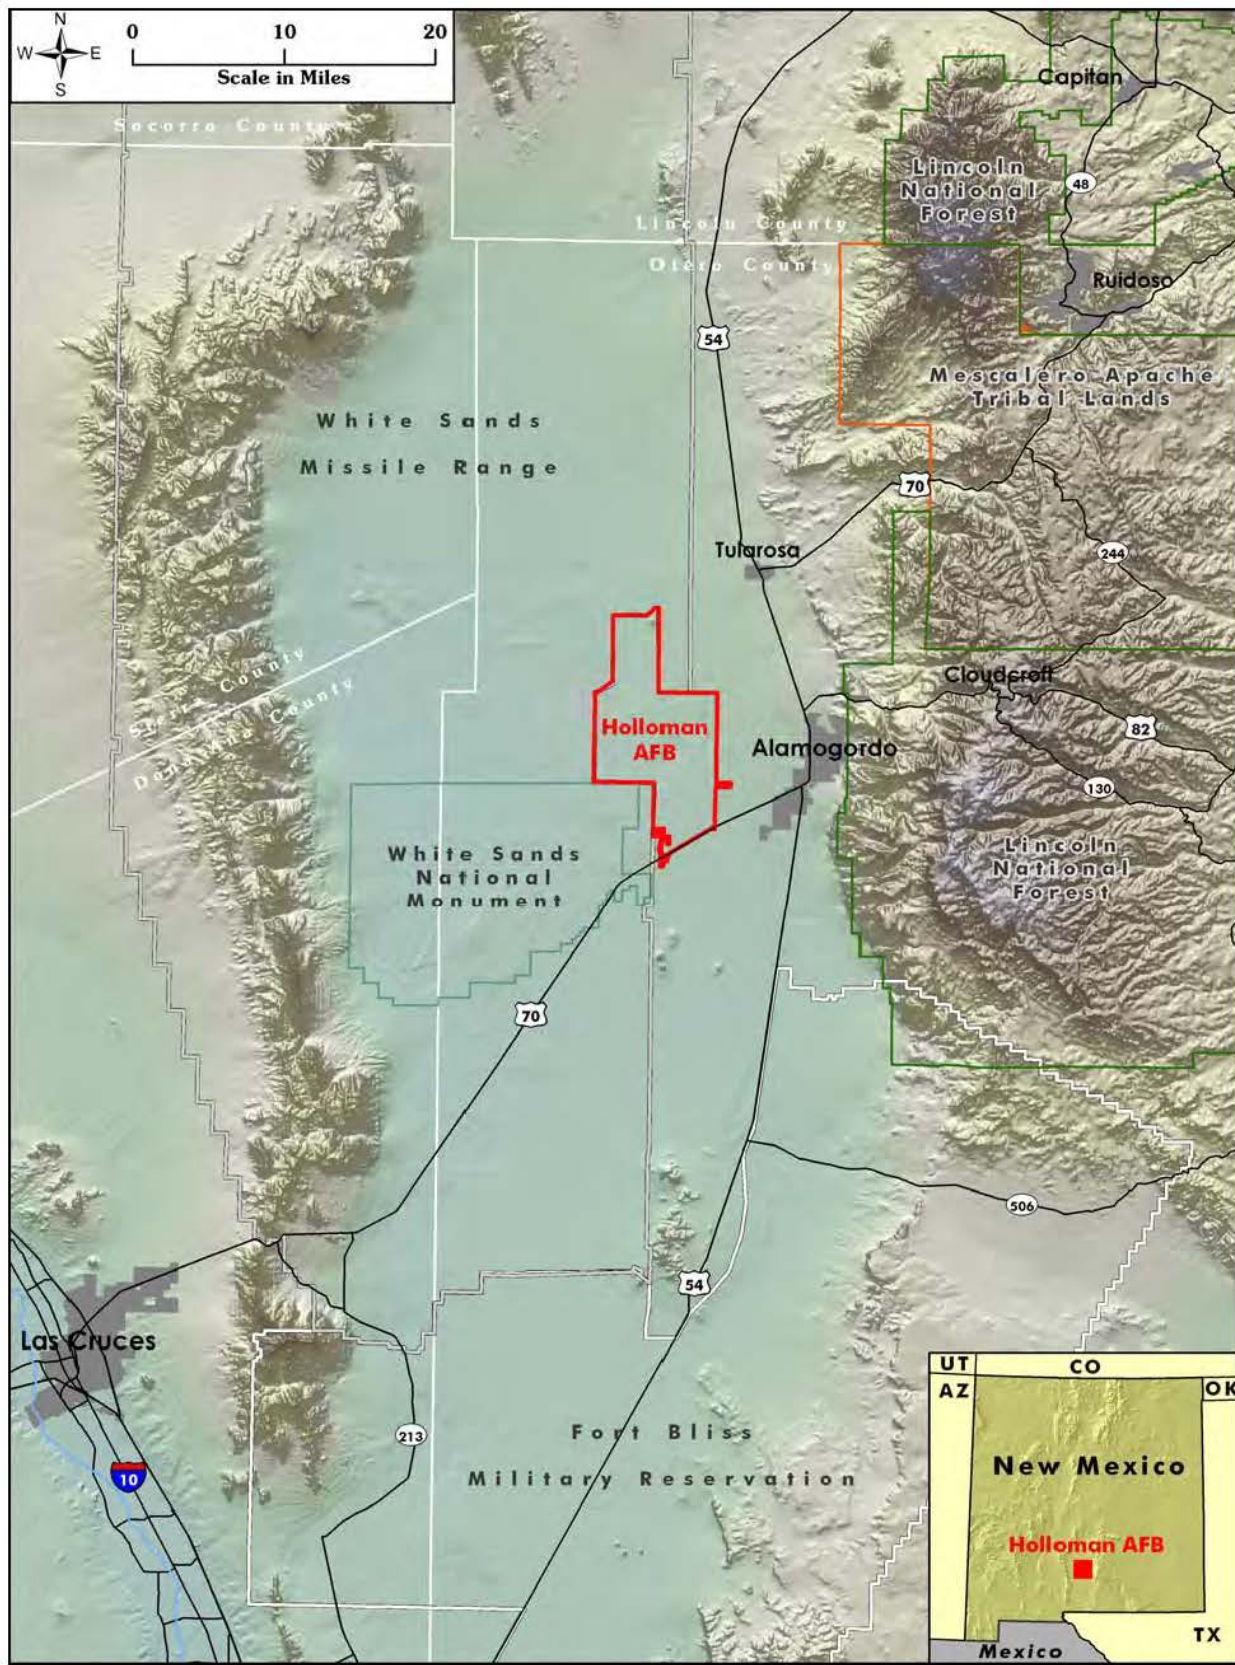 N
W E
S
0 10 20
Scale in Miles
Socorro County
Capitan
Lincoln
National
Forest
48
Lincoln County
Otero County
Ruidoso
54
Mescalero Apache
Tribal Lands
White Sands
Missile Range
70
Tularosa
244
Cloudcroft
County
Dona Ana County
Holloman
AFB
Alamogordo
82
130
White Sands
National
Monument
Lincoln
National
Forest
70
506
54
Las Cruces
213
10
Fort Bliss
Military Reservation
UT CO
AZ OK
New Mexico
Holloman AFB
TX
Mexico